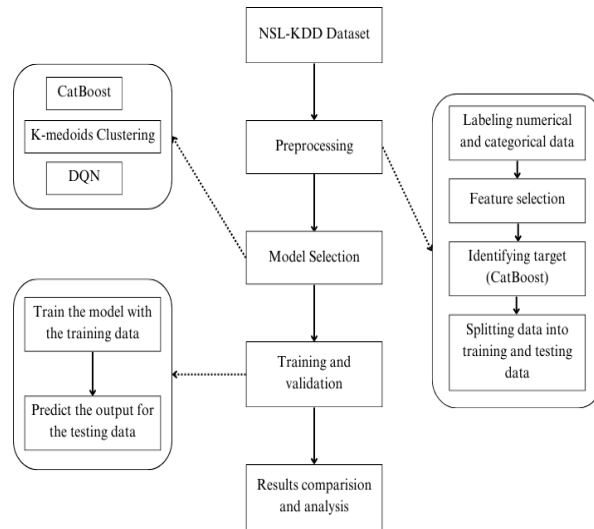 NSL-KDD Dataset
CatBoost
K-medoids Clustering
DQN
Preprocessing
Labeling numerical
and categorical data
Feature selection
Identifying target
(CatBoost)
Splitting data into
training and testing
data
Model Selection
Train the model with
the training data
Predict the output for
the testing data
Training and
validation
Results comparision
and analysis